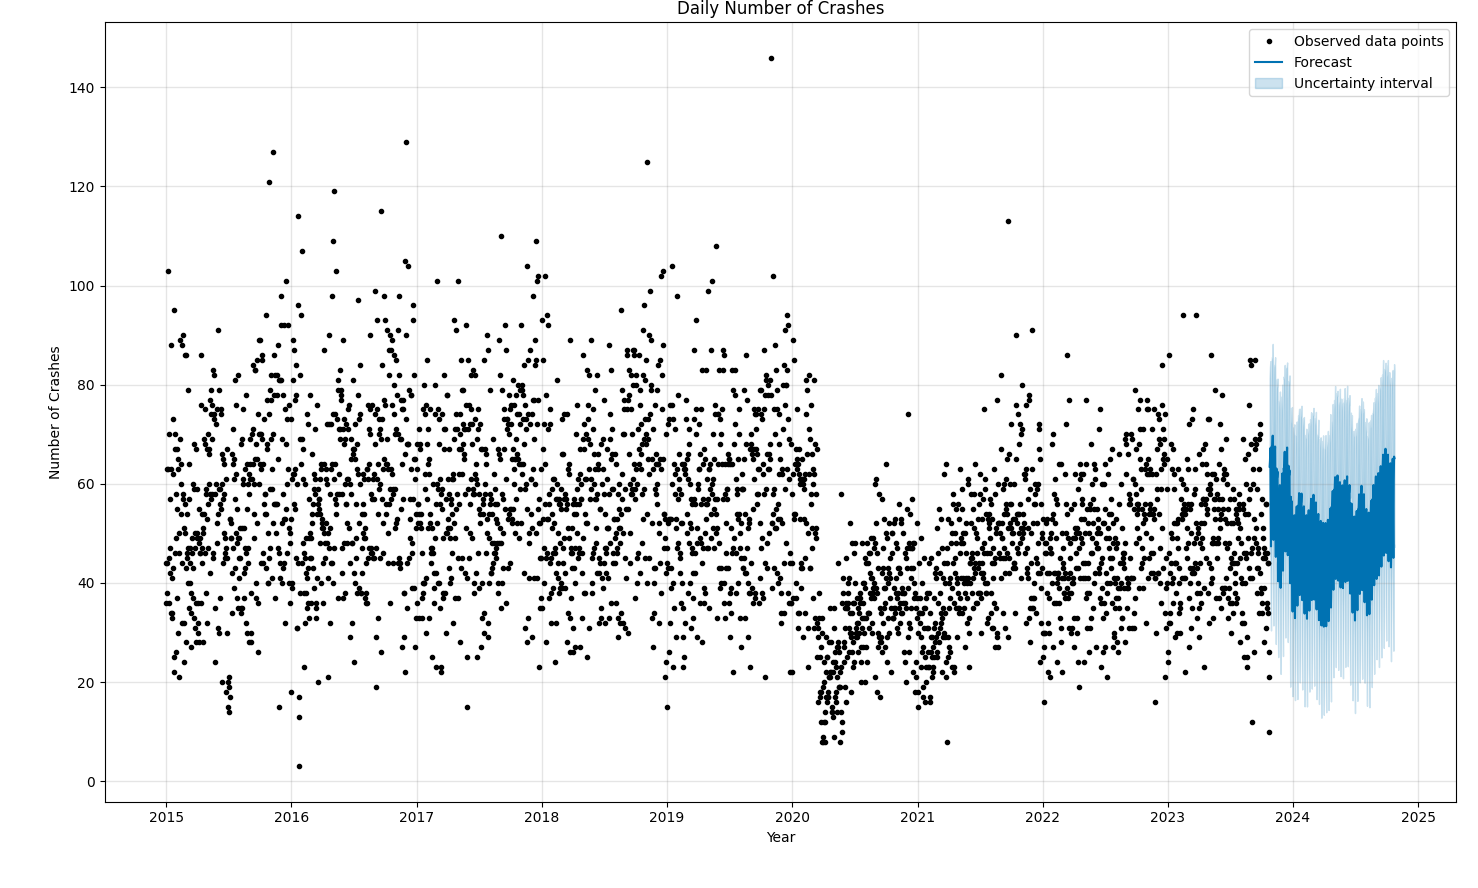 Daily Number of Crashes
Observed data points
Forecast
Uncertainty interval
140
120
100
80
60
40
20
0
Number of Crashes
2015 2016 2017 2018 2019 2020 2021 2022 2023 2024 2025
Year